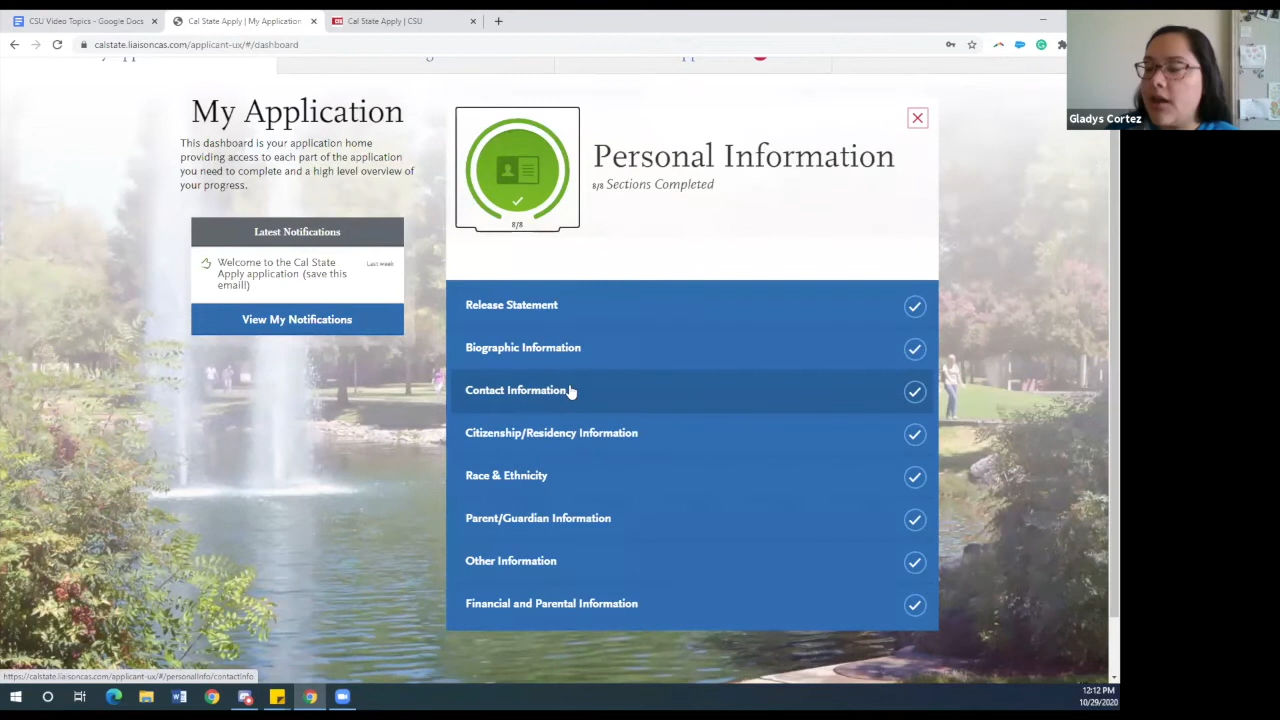 CSU Video Topics - Google Docs
Cal State Apply | My Application
Cal State Apply | CSU
calstate.liaisoncas.com/applicant-ux/#/dashboard
Gladys Cortez
My Application
This dashboard is your application home
providing access to each part of the application
you need to complete and a high level overview of
your progress.
Latest Notifications
Welcome to the Cal State
Apply application (save this
email!)
Last week
View My Notifications
8/8
Personal Information
8/8 Sections Completed
Release Statement
Biographic Information
Contact Information
Citizenship/Residency Information
Race & Ethnicity
Parent/Guardian Information
Other Information
Financial and Parental Information
https://calstate.liaisoncas.com/applicant-ux/#/personalInfo/contactInfo
12:12 PM
10/29/2020